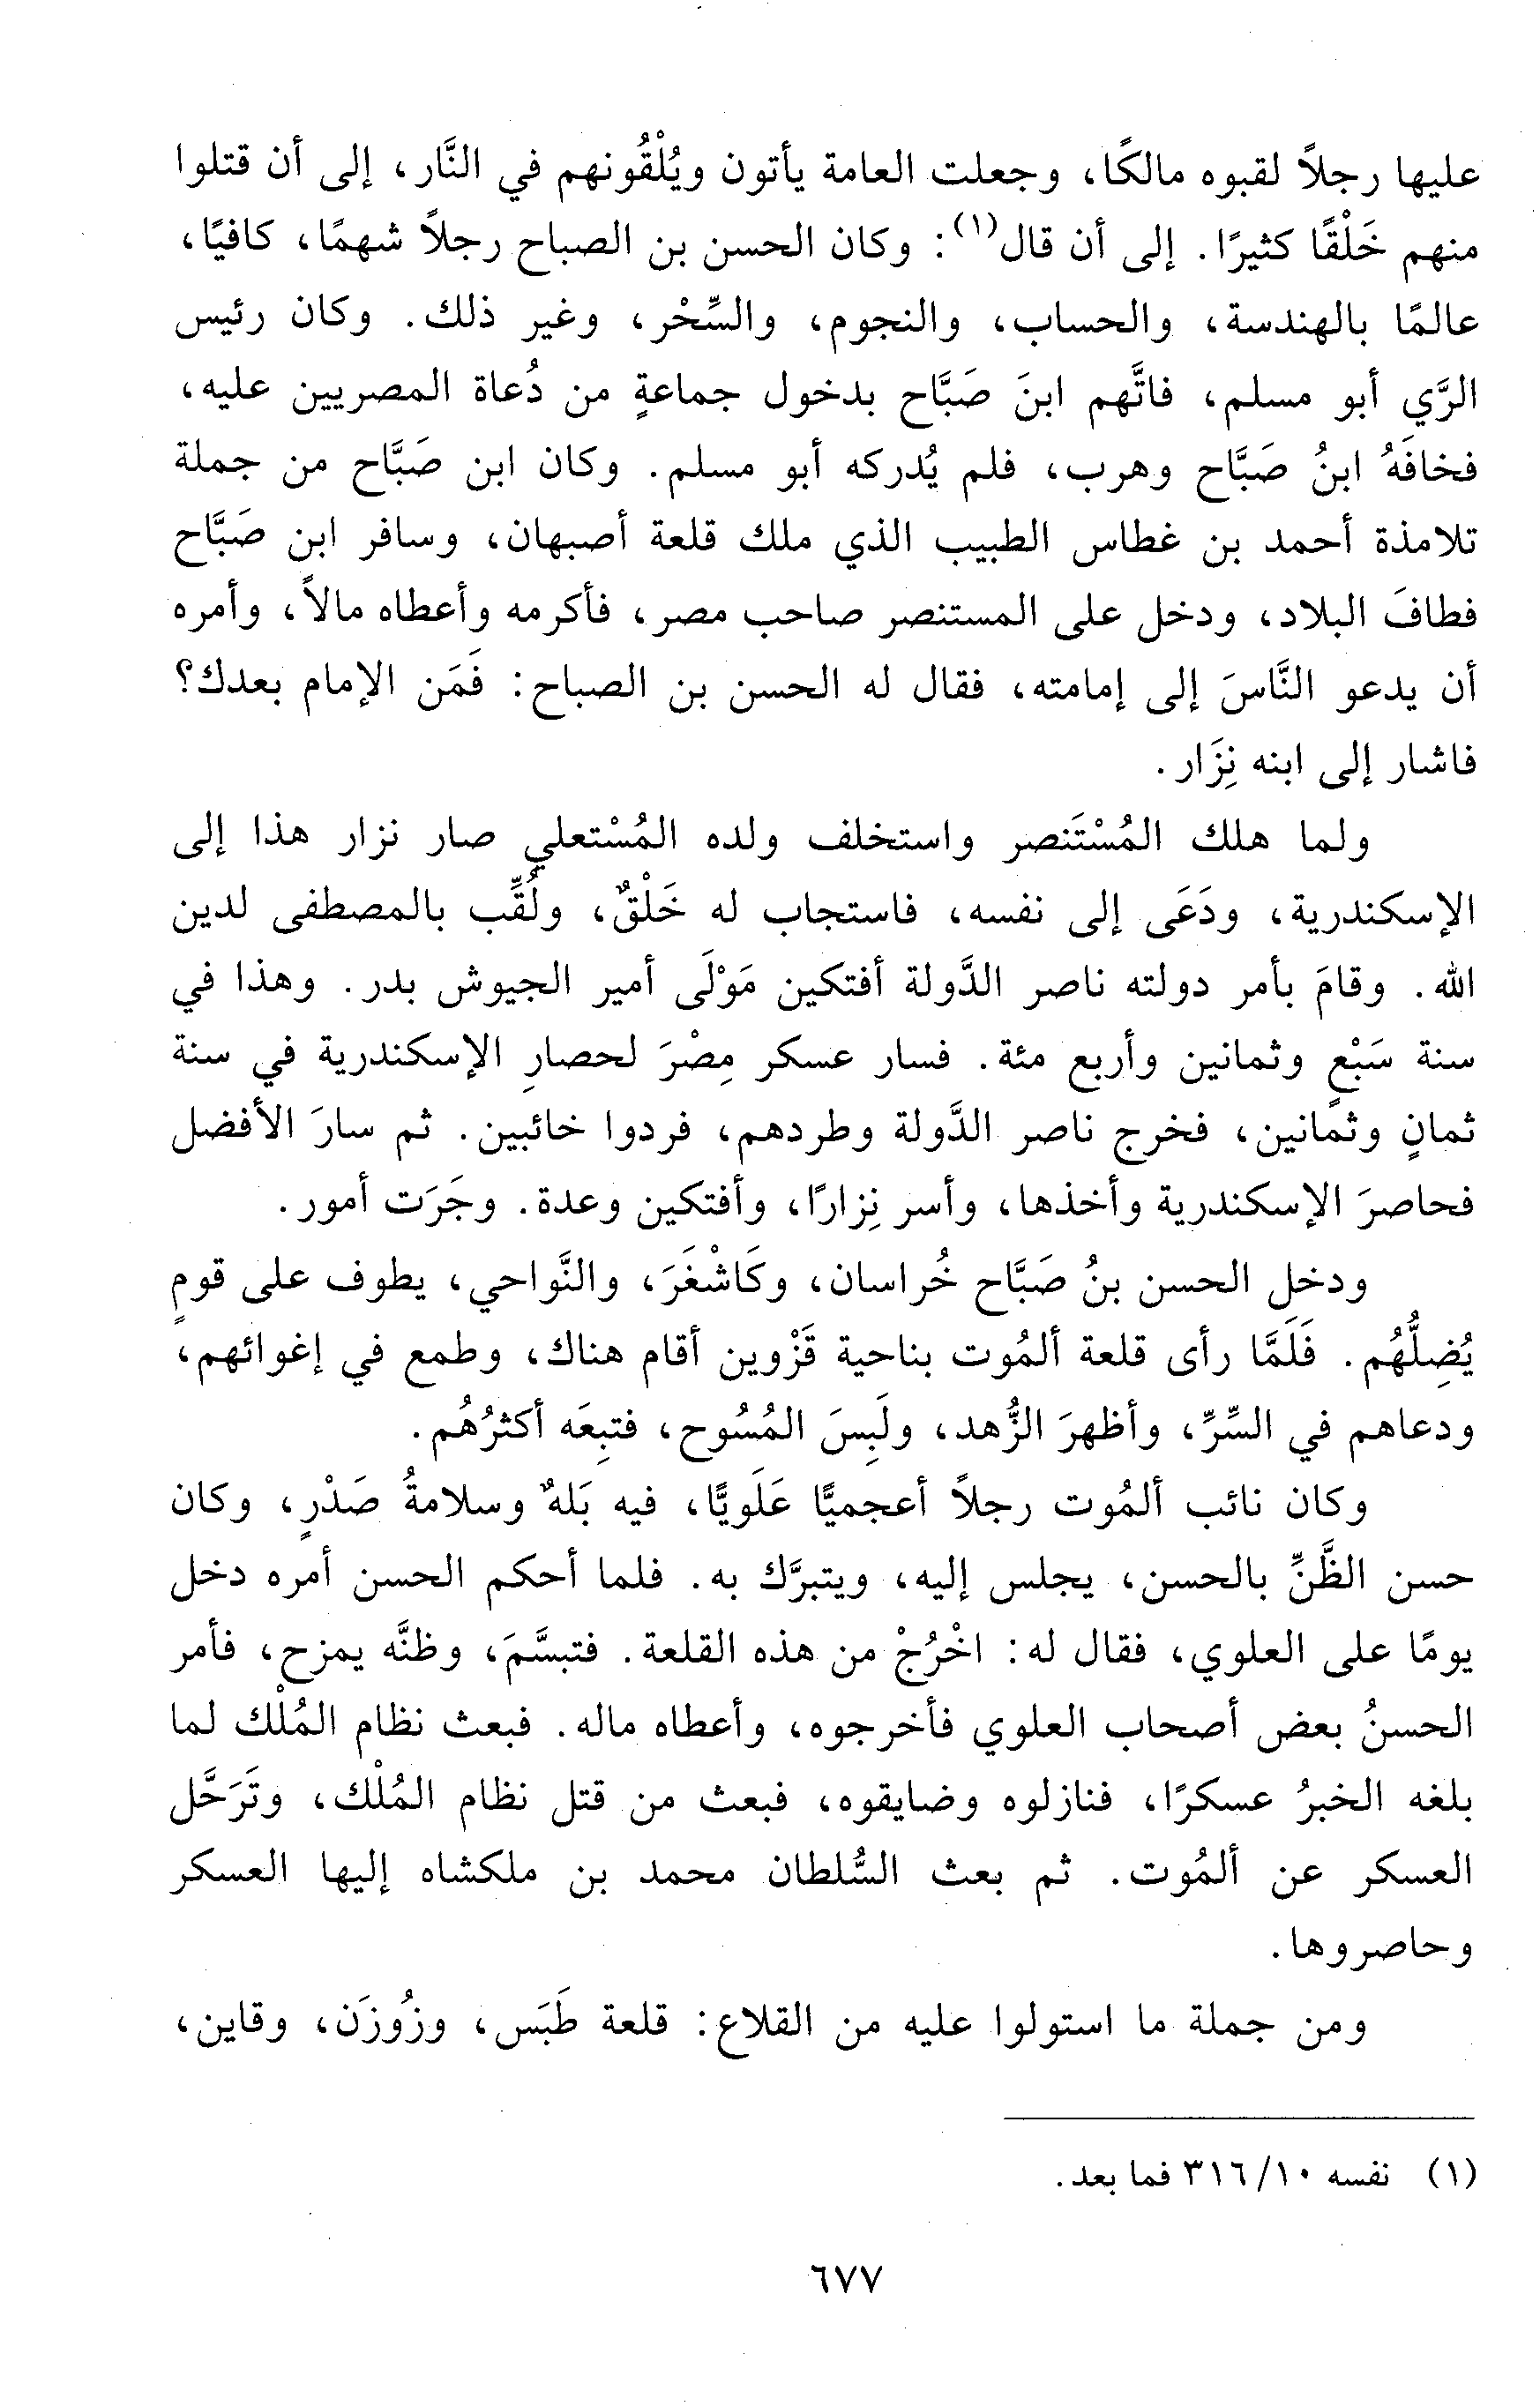 عليها رجلاً لقبوه مالكًا، وجعلت العامة يأتون ويُلْقُونهم في النَّار، إلى أن قتلوا
منهم خَلْقًا كثيرًا. إلى أن قال(١): وكان الحسن بن الصباح رجلاً شهمًا، كافيًا،
عالمًا بالهندسة، والحساب، والنجوم، والسِّحْر، وغير ذلك. وكان رئيس
الرَّي أبو مسلم، فاتَّهم ابنَ صَبَّاح بدخول جماعةٍ من دُعاة المصريين عليه،
فخافَهُ ابنُ صَبَّاح وهرب، فلم يُدركه أبو مسلم. وكان ابن صَبَّاح من جملة
تلامذة أحمد بن غطاس الطبيب الذي ملك قلعة أصبهان، وسافر ابن صَبَّاح
فطافَ البلاد، ودخل على المستنصر صاحب مصر، فأكرمه وأعطاه مالاً، وأمره
أن يدعو النَّاسَ إلى إمامته، فقال له الحسن بن الصباح: فَمَن الإمام بعدك؟
فاشار إلى ابنه نِزَار.
ولما هلك المُسْتَنصر واستخلف ولده المُسْتعلي صار نزار هذا إلى
الإسكندرية، ودَعَى إلى نفسه، فاستجاب له خَلْقٌ، ولُقِّب بالمصطفى لدين
الله. وقامَ بأمر دولته ناصر الدَّولة أفتكين مَوْلَى أمير الجيوش بدر. وهذا في
سنة سَبْعٍ وثمانين وأربع مئة. فسار عسكر مِصْرَ لحصارِ الإسكندرية في سنة
ثمانٍ وثمانين، فخرج ناصر الدَّولة وطردهم، فردوا خائبين. ثم سارَ الأفضل
فحاصرَ الإسكندرية وأخذها، وأسر نِزارًا، وأفتكين وعدة. وجَرَت أمور.
ودخل الحسن بنُ صَبَّاح خُراسان، وكَاشْغَرَ، والنَّواحي، يطوف على قومٍ
يُضِلُّهُم. فَلَمَّا رأى قلعة ألمُوت بناحية قَزْوين أقام هناك، وطمع في إغوائهم،
ودعاهم في السِّرِّ، وأظهرَ الزُّهد، ولَبِسَ المُسُوح، فتبِعَه أكثرُهُم.
وكان نائب ألمُوت رجلاً أعجميًّا عَلَويًّا، فيه بَلهٌ وسلامةُ صَدْرٍ، وكان
حسن الظَّنِّ بالحسن، يجلس إليه، ويتبرَّك به. فلما أحكم الحسن أمره دخل
يومًا على العلوي، فقال له: اخْرُجْ من هذه القلعة. فتبسَّمَ، وظنَّه يمزح، فأمر
الحسنُ بعض أصحاب العلوي فأخرجوه، وأعطاه ماله. فبعث نظام المُلْك لما
بلغه الخبرُ عسكرًا، فنازلوه وضايقوه، فبعث من قتل نظام المُلْك، وتَرَحَّل
العسكر عن ألمُوت. ثم بعث السُّلطان محمد بن ملكشاه إليها العسكر
وحاصروها.
ومن جملة ما استولوا عليه من القلاع: قلعة طَبَس، وزُوزَن، وقاين،
(١) نفسه ١٠/ ٣١٦ فما بعد.
٦٧٧